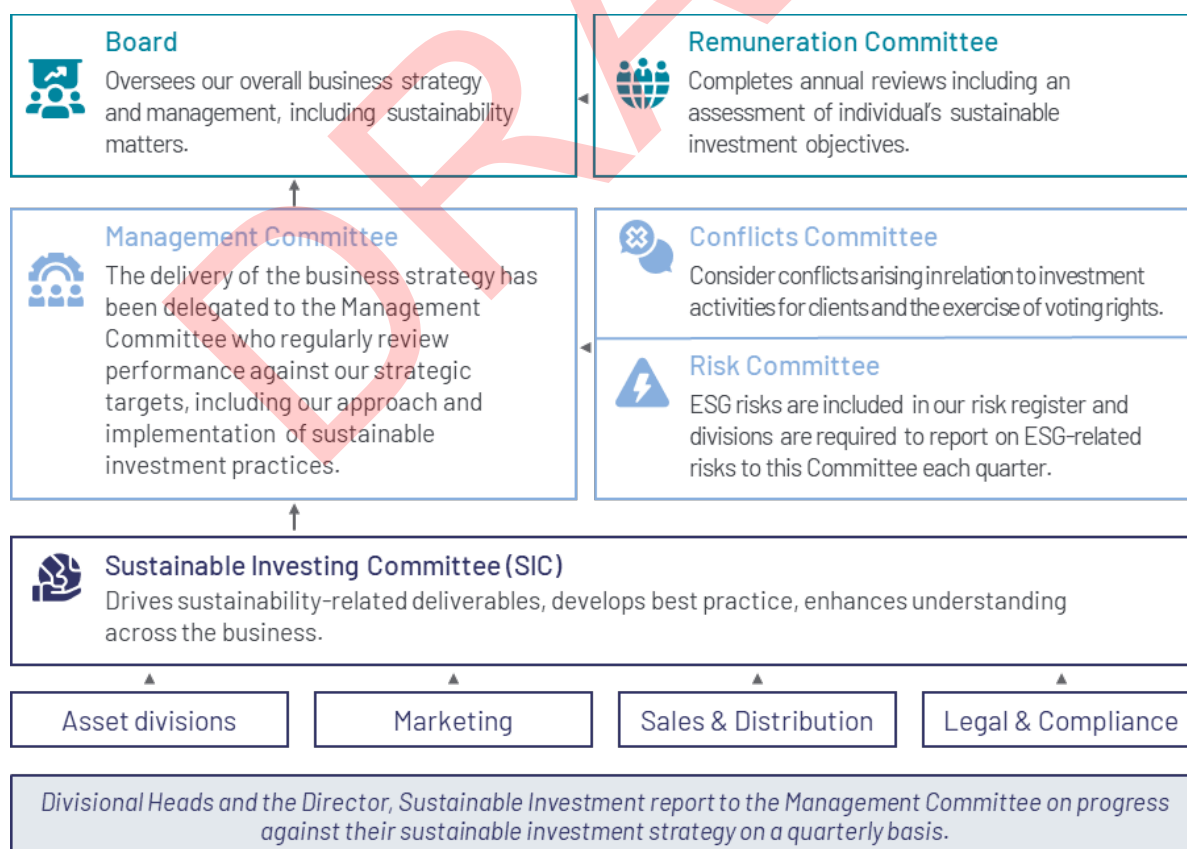 Board
Oversees our overall business strategy
and management, including sustainability
matters.
Remuneration Committee
Completes annual reviews including an
assessment of individual's sustainable
investment objectives.
Management Committee
The delivery of the business strategy has
been delegated to the Management
Committee who regularly review
performance against our strategic
targets, including our approach and
implementation of sustainable
investment practices.
Conflicts Committee
Consider conflicts arising in relation to investment
activities for clients and the exercise of voting rights.
Risk Committee
ESG risks are included in our risk register and
divisions are required to report on ESG-related
risks to this Committee each quarter.
Sustainable Investing Committee (SIC)
Drives sustainability-related deliverables, develops best practice, enhances understanding
across the business.
Asset divisions
Marketing
Sales & Distribution
Legal & Compliance
Divisional Heads and the Director, Sustainable Investment report to the Management Committee on progress
against their sustainable investment strategy on a quarterly basis.